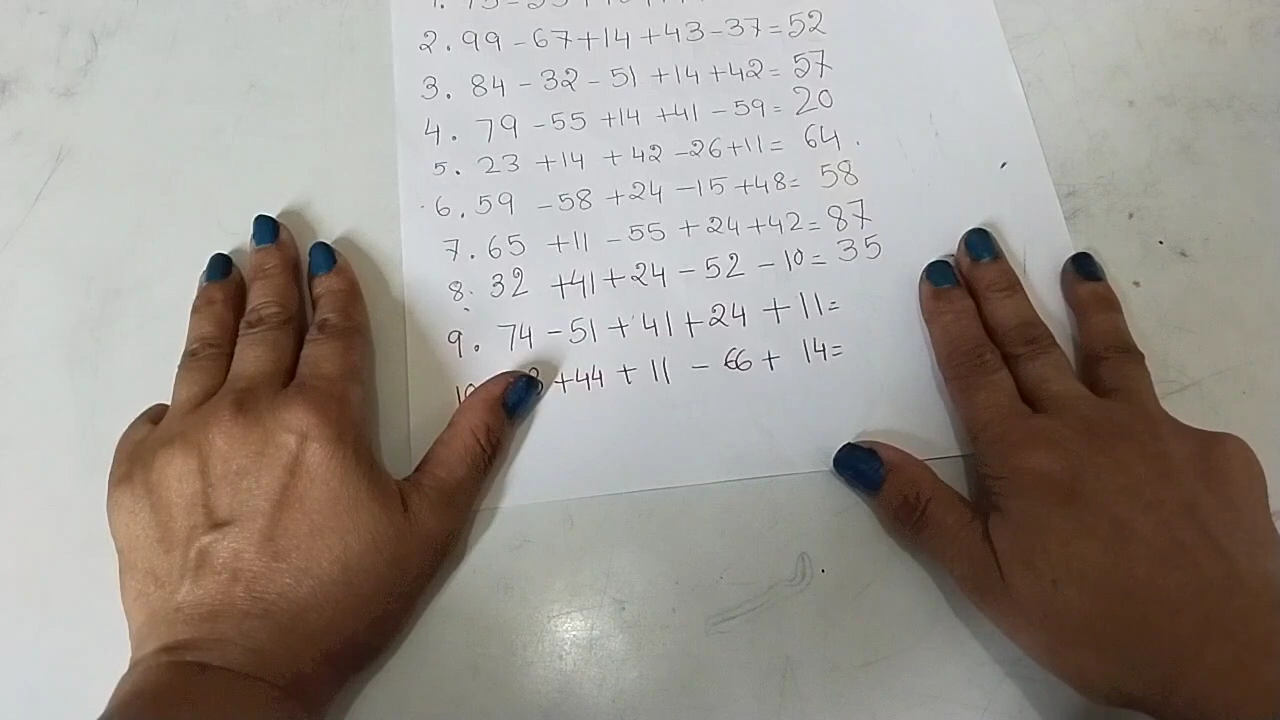 2. 99 - 67 + 14 + 43 - 37 = 52
3. 84 - 32 - 51 + 14 + 42 = 57
4. 79 - 55 + 14 + 41 - 59 = 20
5. 23 + 14 + 42 - 26 + 11 = 64.
6. 59 - 58 + 24 - 15 + 48 = 58
7. 65 + 11 - 55 + 24 + 42 = 87
8. 32 + 41 + 24 - 52 - 10 = 35
9. 74 - 51 + 41 + 24 + 11 =
+ 44 + 11 - 66 + 14 =